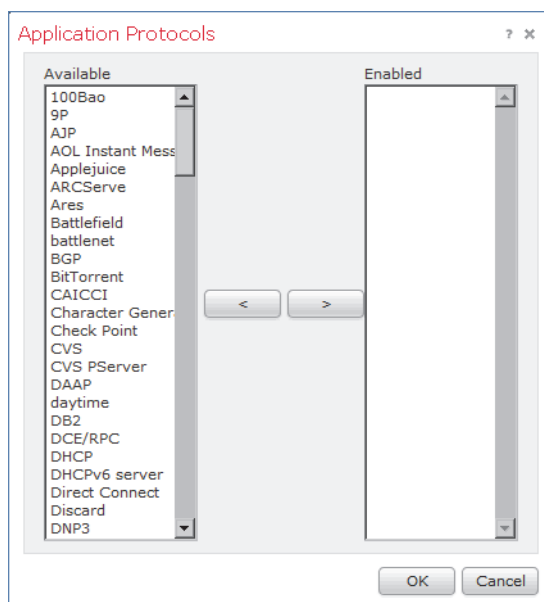 Application Protocols
? ×
Available
Enabled
100Bao
9P
AJP
AOL Instant Mess
Applejuice
ARCServe
Ares
Battlefield
battlenet
BGP
BitTorrent
CAICCI
Character Gener
Check Point
CVS
CVS PServer
DAAP
daytime
DB2
DCE/RPC
DHCP
DHCPv6 server
Direct Connect
Discard
DNP3
< >
OK Cancel